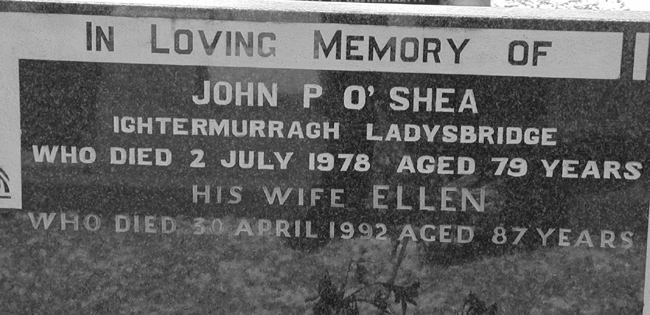 IN LOVING MEMORY OF
JOHN P O'SHEA
IGHTERMURRAGH LADYSBRIDGE
WHO DIED 2 JULY 1978 AGED 79 YEARS
HIS WIFE ELLEN
WHO DIED 30 APRIL 1992 AGED 87 YEARS